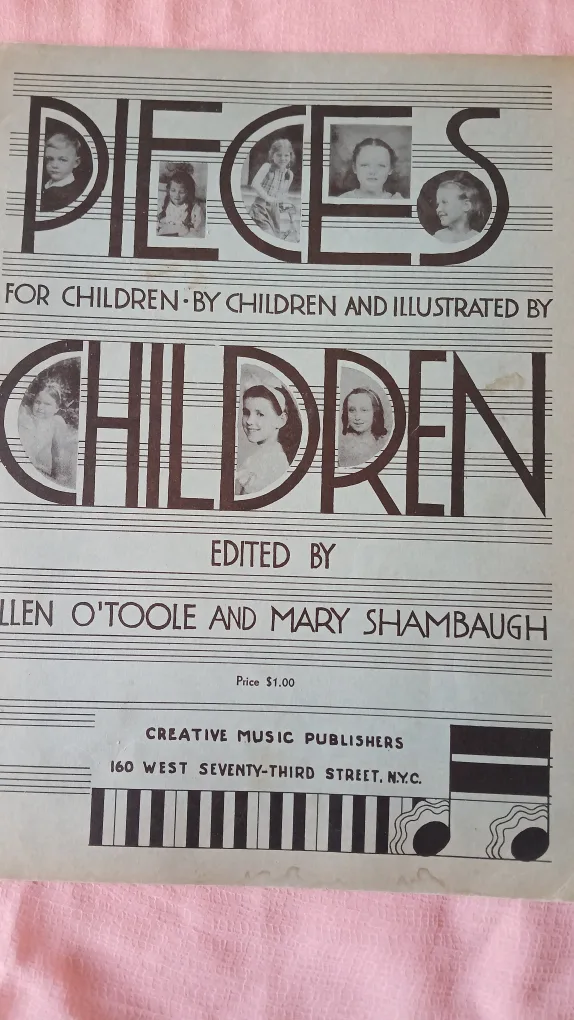 PIECES
FOR CHILDREN · BY CHILDREN AND ILLUSTRATED BY
CHILDREN
EDITED BY
LLEN O'TOOLE AND MARY SHAMBAUGH
Price $1.00
CREATIVE MUSIC PUBLISHERS
160 WEST SEVENTY-THIRD STREET, N.Y.C.